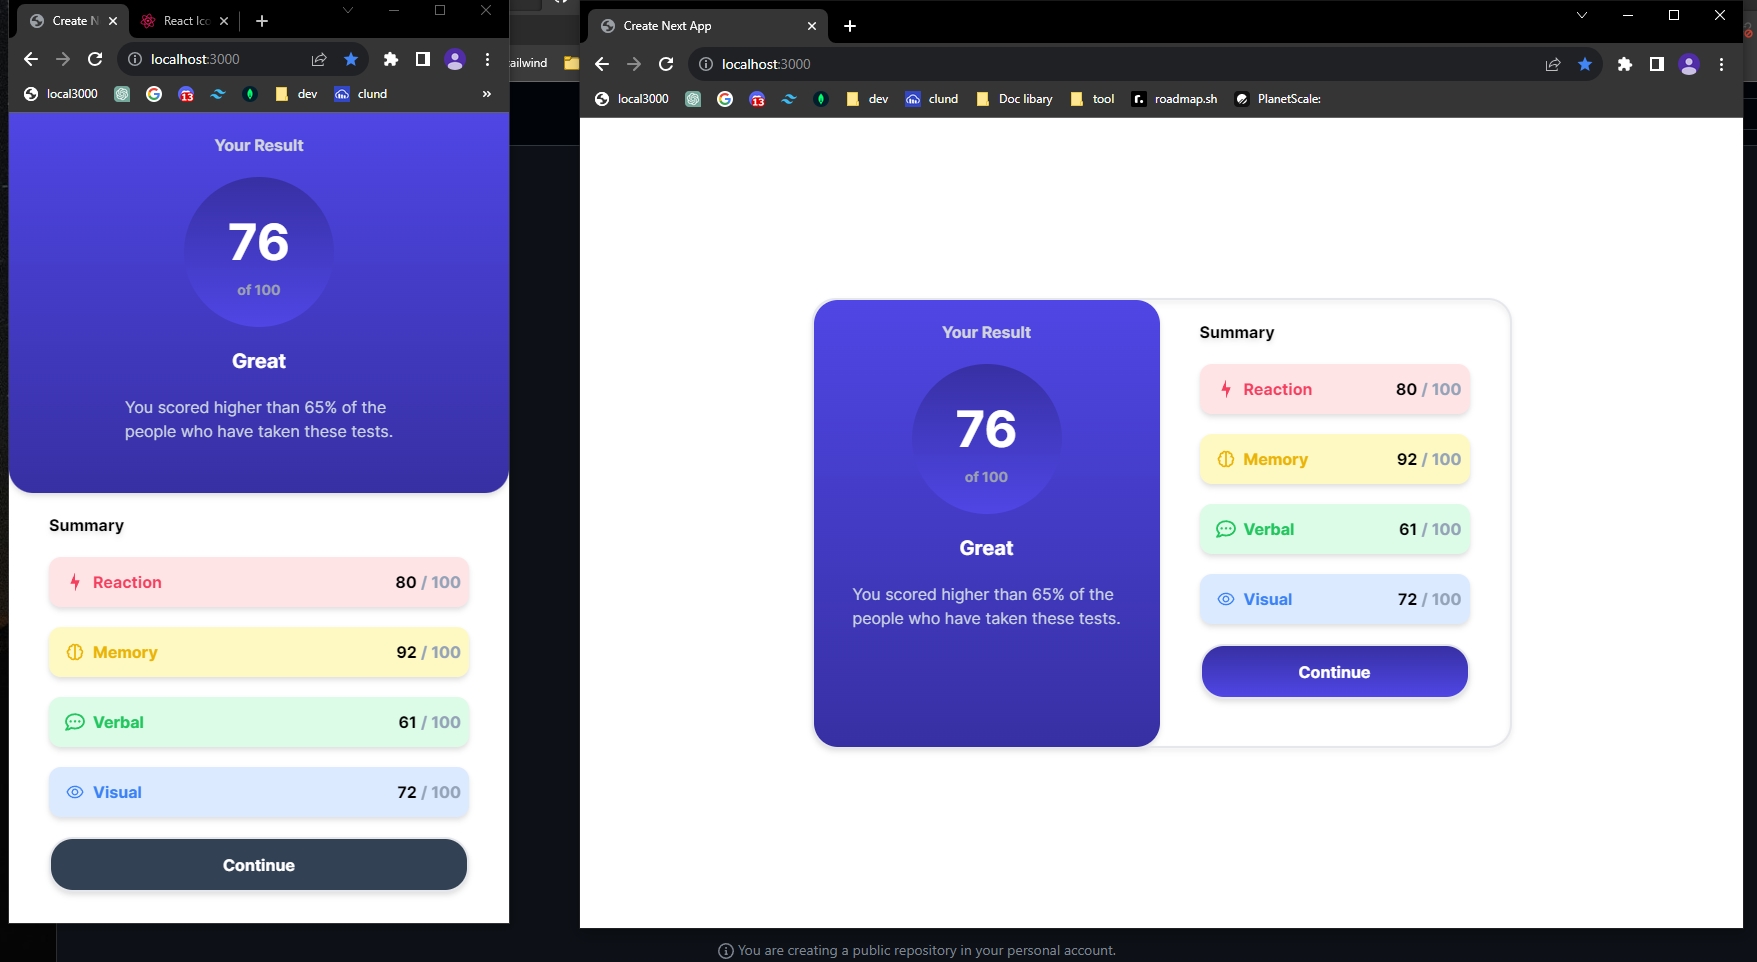 Create N
React Ico
localhost:3000
local3000
13
dev
clund
»
Your Result
76
of 100
Great
You scored higher than 65% of the
people who have taken these tests.
Summary
Reaction 80 / 100
Memory 92 / 100
Verbal 61 / 100
Visual 72 / 100
Continue
ailwind
Create Next App
localhost:3000
local3000
13
dev
clund
Doc libary
tool
r.
roadmap.sh
PlanetScale:
Your Result
76
of 100
Great
You scored higher than 65% of the
people who have taken these tests.
Summary
Reaction 80 / 100
Memory 92 / 100
Verbal 61 / 100
Visual 72 / 100
Continue
You are creating a public repository in your personal account.